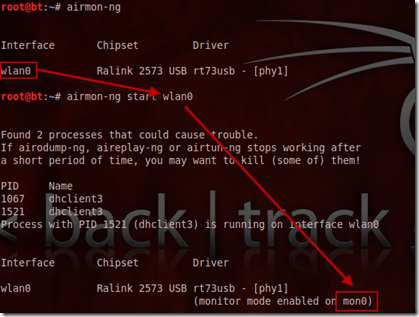 root@bt:~# airmon-ng
Interface Chipset Driver
wlan0 Ralink 2573 USB rt73usb - [phy1]
root@bt:~# airmon-ng start wlan0
Found 2 processes that could cause trouble.
If airodump-ng, aireplay-ng or airtun-ng stops working after
a short period of time, you may want to kill (some of) them!
PID Name
1067 dhclient3
1521 dhclient3
Process with PID 1521 (dhclient3) is running on interface wlan0
<< back | track
Interface Chipset Driver
wlan0 Ralink 2573 USB rt73usb - [phy1]
(monitor mode enabled on mon0)